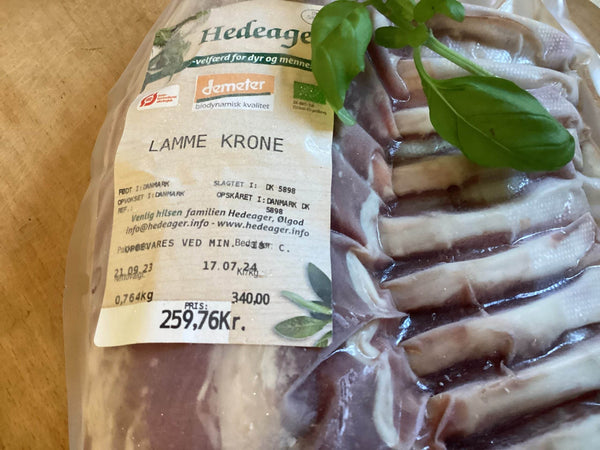 Hedeager
velfærd for dyr og menne
demeter
biodynamisk kvalitet
LAMME KRONE
FØDT I:DANMARK SLAGTET I: DK 5898
OPVOKSET I:DANMARK OPSKÅRET I:DANMARK DK
REF.: 5898
Venlig hilsen familien Hedeager, Ølgod
info@hedeager.info - www.hedeager.info
OPBEVARES VED MIN. -18° C.
21.09.23 17.07.24
0,764kg 340,00
PRIS:
259,76Kr.